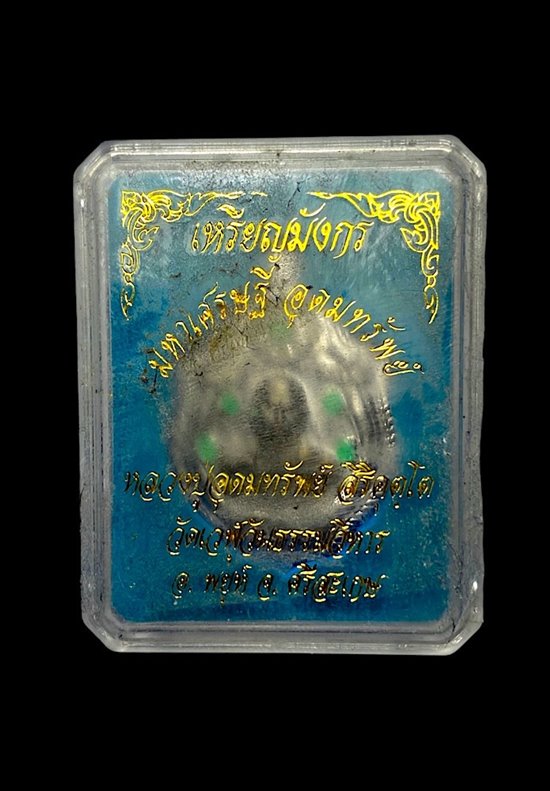 เหรียญมังกร
มหาเศรษฐี อุดมทรัพย์
หลวงปู่อุดมทรัพย์ สิริคุตฺโต
วัดเวฬุวันธรรมวิหาร
อ. พยุห์ จ. ศรีสะเกษ